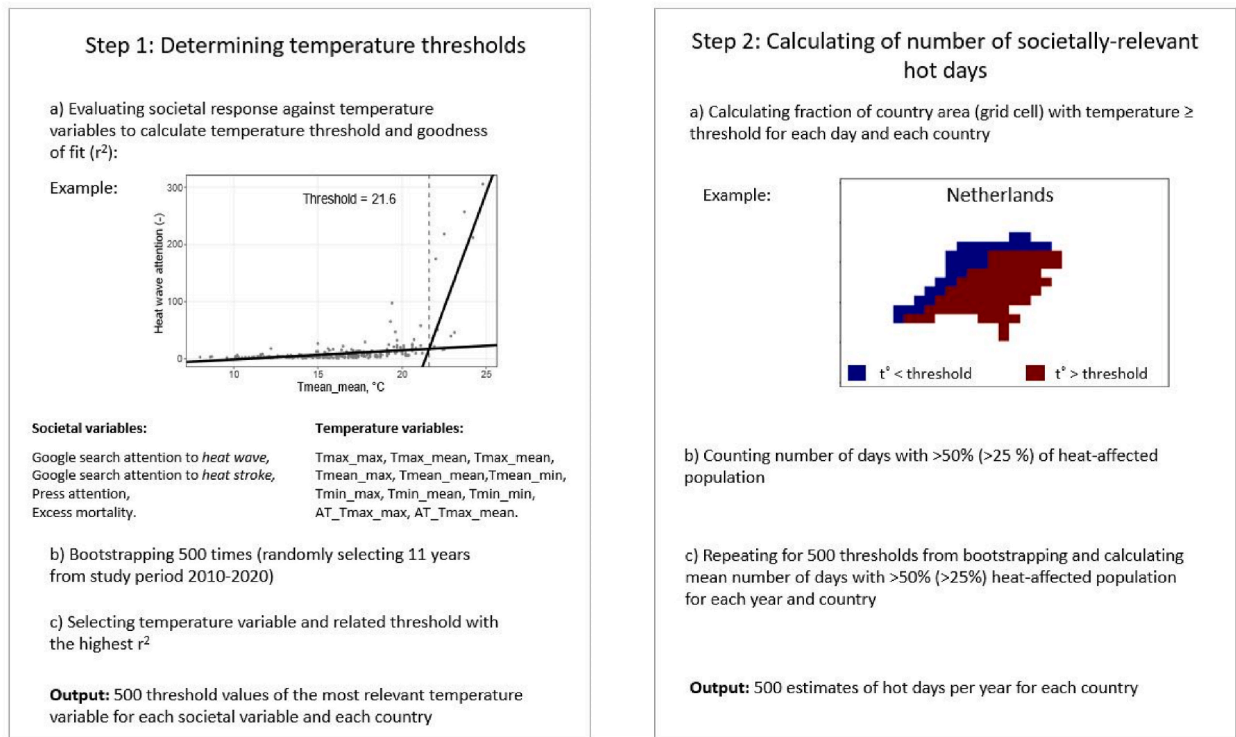 Step 1: Determining temperature thresholds
a) Evaluating societal response against temperature
variables to calculate temperature threshold and goodness
of fit (r²):
Example:
Threshold = 21.6
300
200
100
0
Heat wave attention (-)
10
15
20
25
Tmean_mean, °C
Societal variables:
Google search attention to heat wave,
Google search attention to heat stroke,
Press attention,
Excess mortality.
Temperature variables:
Tmax_max, Tmax_mean, Tmax_mean,
Tmean_max, Tmean_mean,Tmean_min,
Tmin_max, Tmin_mean, Tmin_min,
AT_Tmax_max, AT_Tmax_mean.
b) Bootstrapping 500 times (randomly selecting 11 years
from study period 2010-2020)
c) Selecting temperature variable and related threshold with
the highest r²
Output: 500 threshold values of the most relevant temperature
variable for each societal variable and each country
Step 2: Calculating of number of societally-relevant
hot days
a) Calculating fraction of country area (grid cell) with temperature ≥
threshold for each day and each country
Example:
Netherlands
t° < threshold
t° > threshold
b) Counting number of days with >50% (>25 %) of heat-affected
population
c) Repeating for 500 thresholds from bootstrapping and calculating
mean number of days with >50% (>25%) heat-affected population
for each year and country
Output: 500 estimates of hot days per year for each country